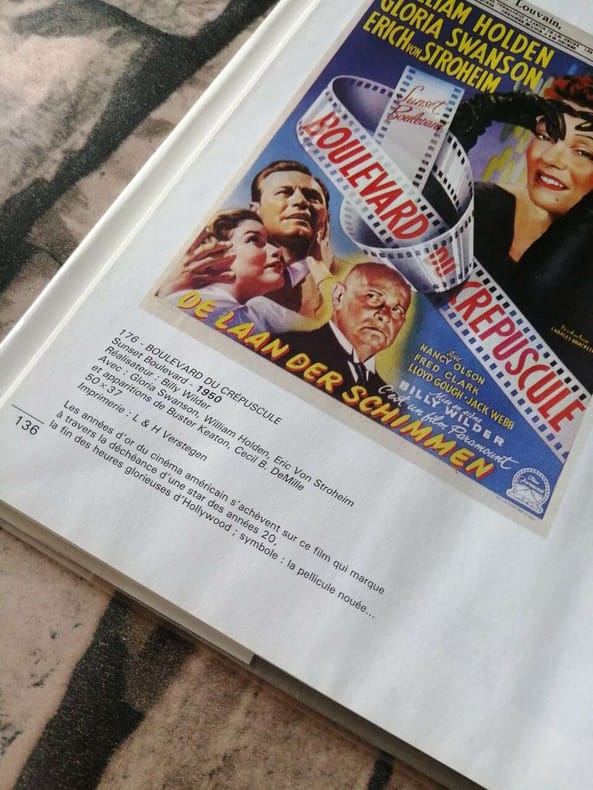 Louvain,
LIAM HOLDEN
GLORIA SWANSON
ERICH VON STROHEIM
Sunset
Boulevard
BOULEVARD DU CRÉPUSCULE
DE LAAN DER SCHIMMEN
Avec
NANCY OLSON
FRED CLARK
LLOYD GOUGH · JACK WEBB
BILLY WILDER
C'est un film Paramount
CHARLES BRACKETT
176 - BOULEVARD DU CRÉPUSCULE
Sunset Boulevard - 1950
Réalisateur : Billy Wilder
Avec : Gloria Swanson, William Holden, Eric Von Stroheim
et apparitions de Buster Keaton, Cecil B. DeMille
50 × 37
Imprimerie : L & H Verstegen
Les années d'or du cinéma américain s'achèvent sur ce film qui marque
à travers la déchéance d'une star des années 20,
la fin des heures glorieuses d'Hollywood ; symbole : la pellicule nouée...
136